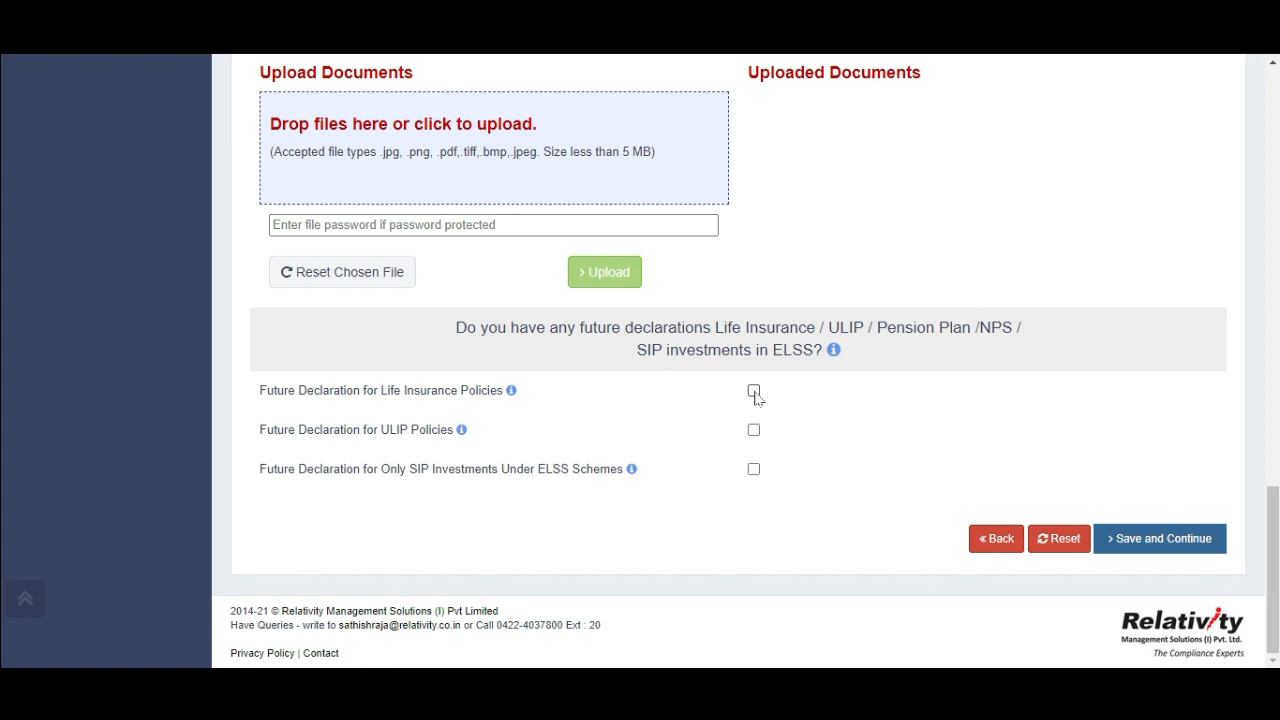 Upload Documents
Uploaded Documents
Drop files here or click to upload.
(Accepted file types .jpg, .png, .pdf,.tiff,.bmp,.jpeg. Size less than 5 MB)
Enter file password if password protected
Reset Chosen File
› Upload
Do you have any future declarations Life Insurance / ULIP / Pension Plan /NPS /
SIP investments in ELSS?
Future Declaration for Life Insurance Policies
Future Declaration for ULIP Policies
Future Declaration for Only SIP Investments Under ELSS Schemes
« Back
Reset
› Save and Continue
2014-21 © Relativity Management Solutions (I) Pvt Limited
Have Queries - write to sathishraja@relativity.co.in or Call 0422-4037800 Ext : 20
Privacy Policy | Contact
Relativity
Management Solutions (I) Pvt. Ltd.
The Compliance Experts